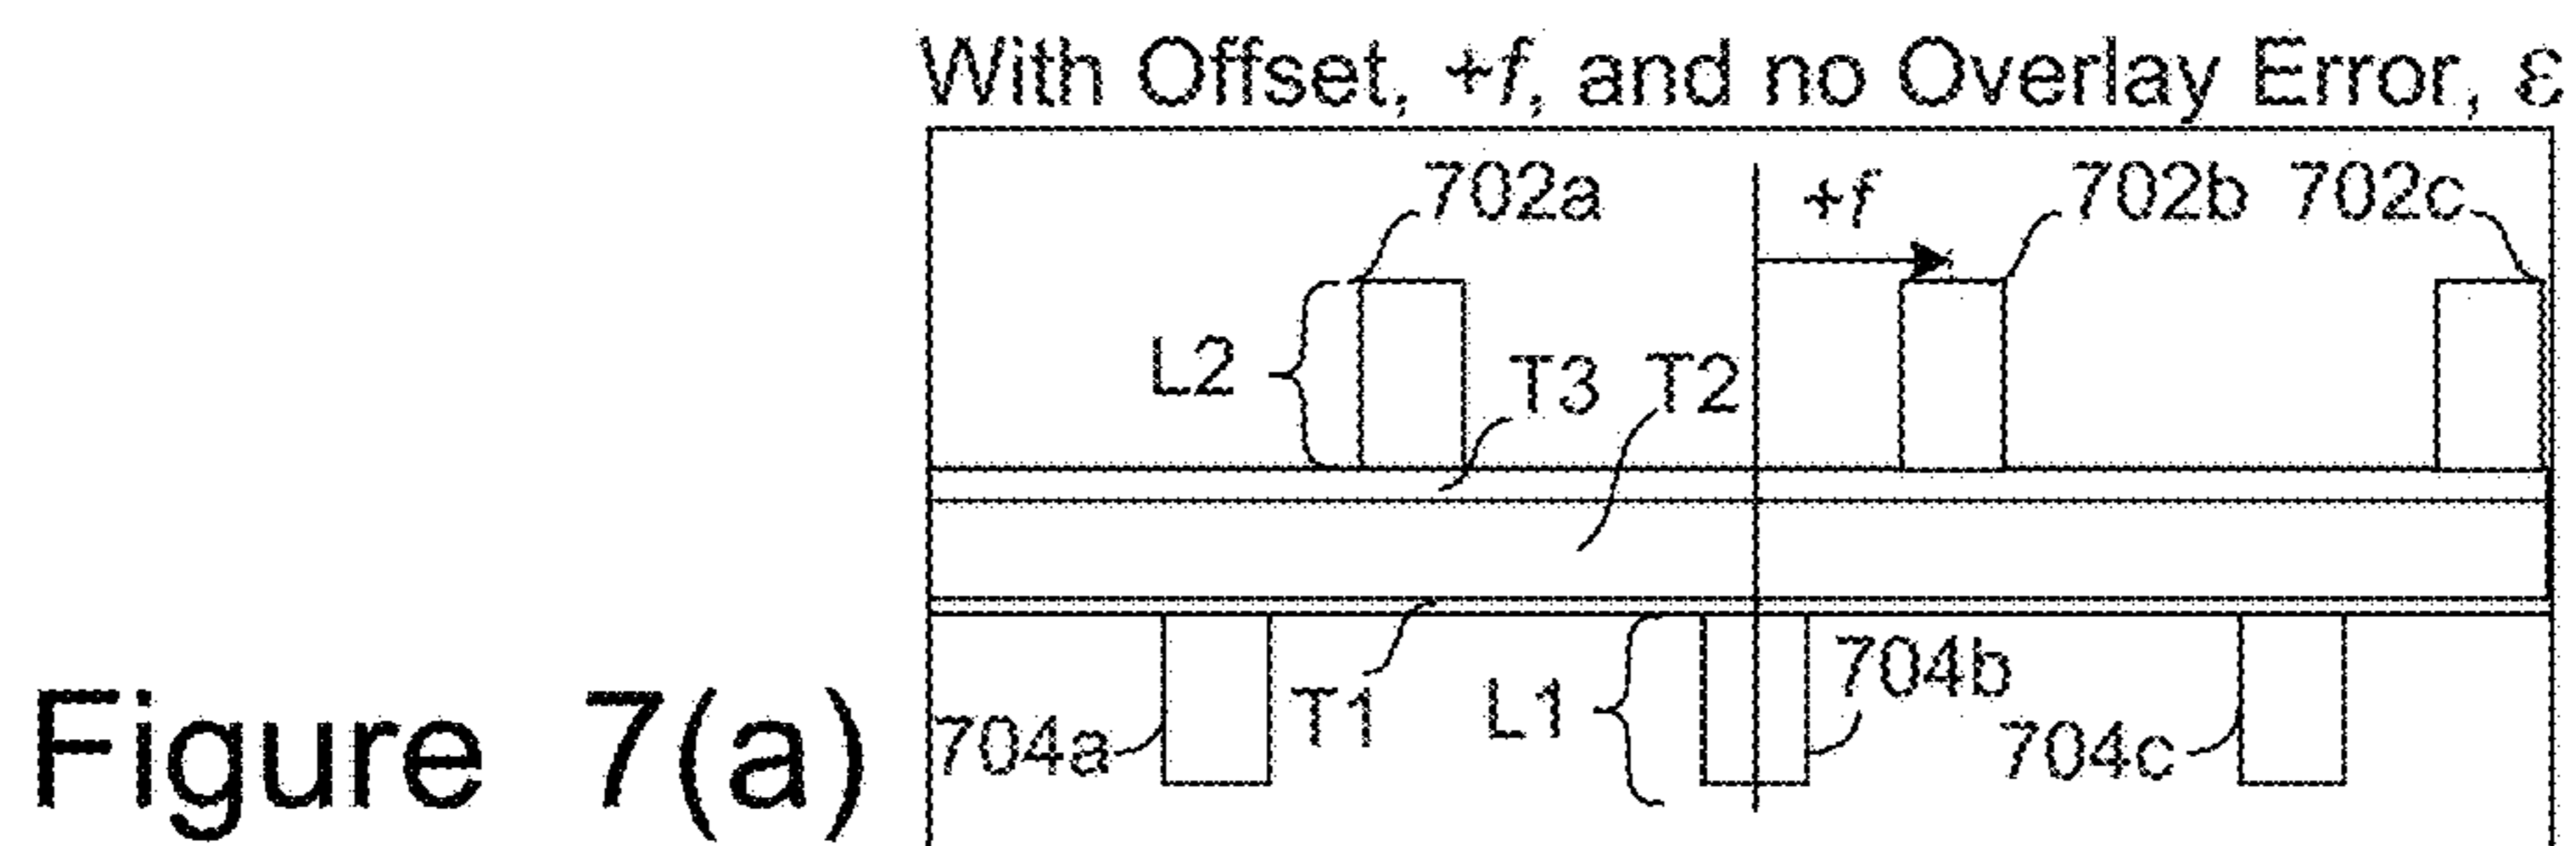 With Offset, +f, and no Overlay Error, ε
702a
+f
702b 702c
L2
T3 T2
704a
T1
L1
704b
704c
Figure 7(a)